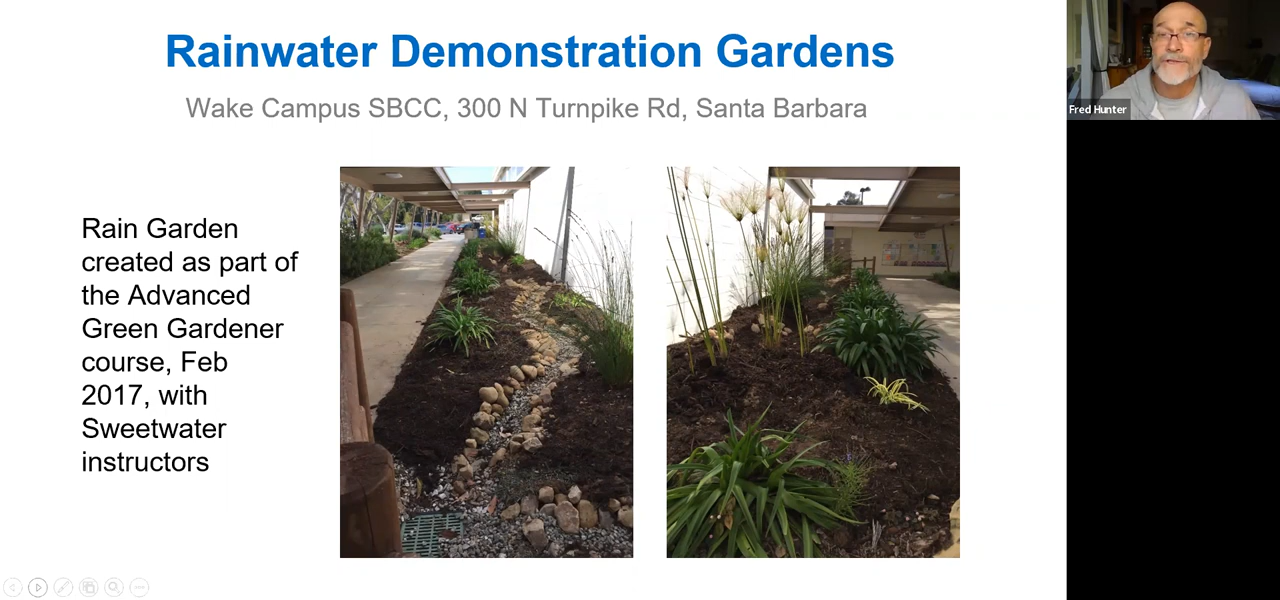 Rainwater Demonstration Gardens
Wake Campus SBCC, 300 N Turnpike Rd, Santa Barbara
Rain Garden
created as part of
the Advanced
Green Gardener
course, Feb
2017, with
Sweetwater
instructors
Fred Hunter